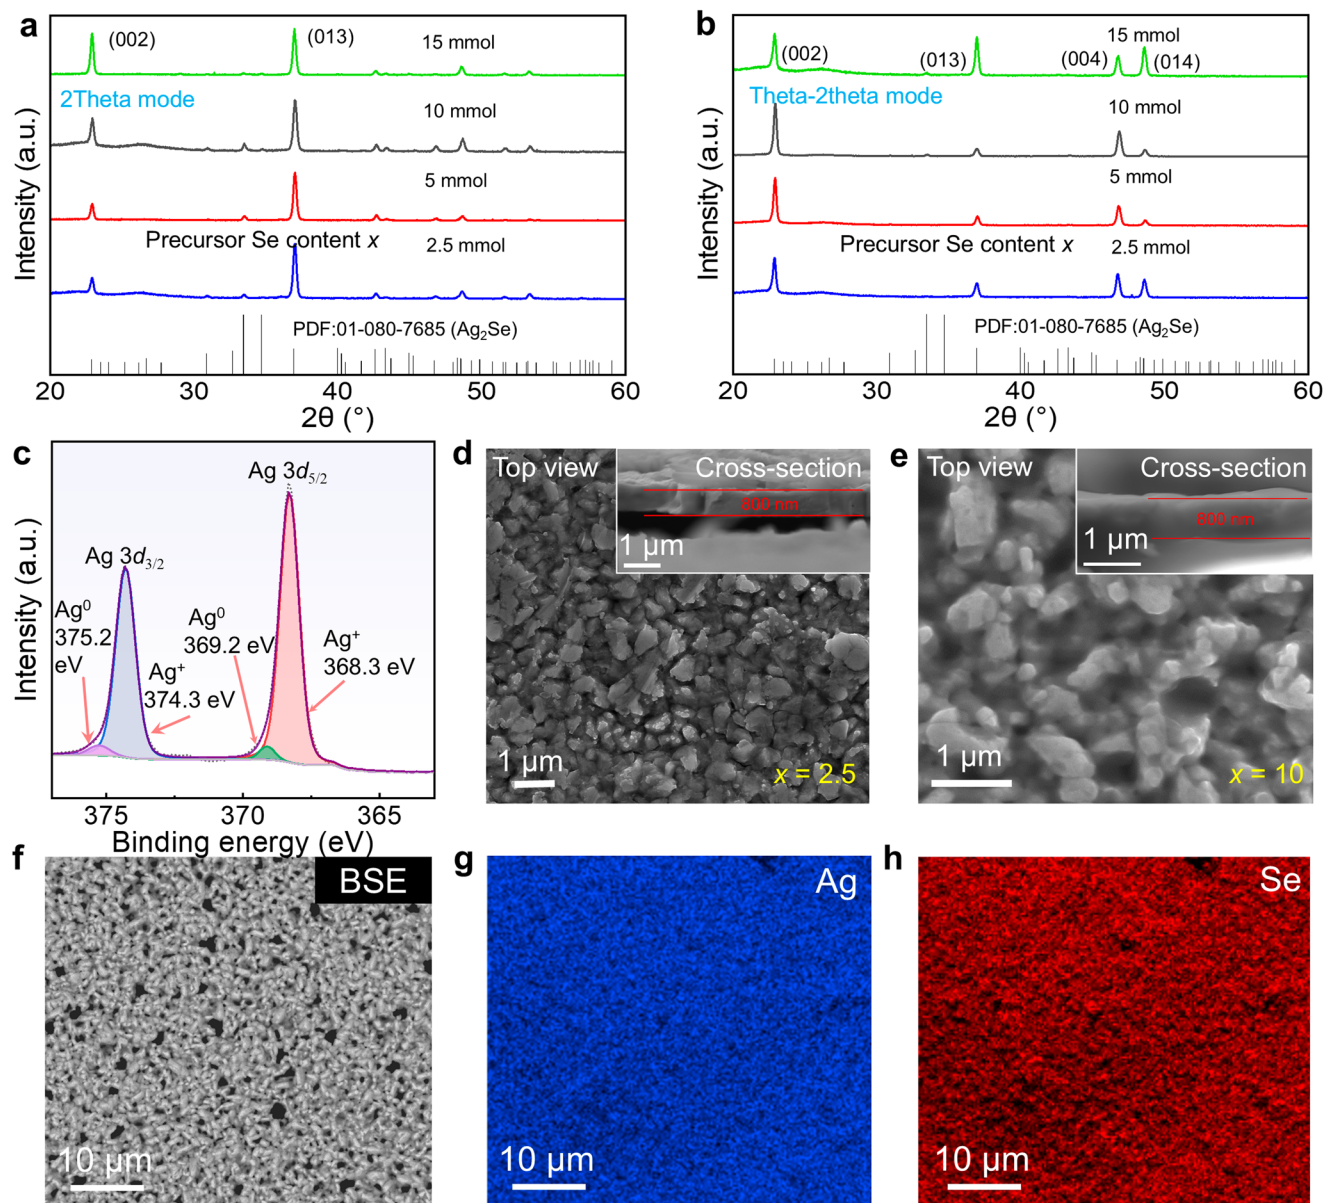 a
(002)
(013)
15 mmol
2Theta mode
10 mmol
5 mmol
Precursor Se content x
2.5 mmol
PDF:01-080-7685 (Ag₂Se)
Intensity (a.u.)
20 30 40 50 60
2θ (°)
b
(002)
(013)
15 mmol
(004)
(014)
Theta-2theta mode
10 mmol
5 mmol
Precursor Se content x
2.5 mmol
PDF:01-080-7685 (Ag₂Se)
Intensity (a.u.)
20 30 40 50 60
2θ (°)
c
Ag 3d₅/₂
Ag 3d₃/₂
Ag⁰
375.2
eV
Ag⁺
374.3 eV
Ag⁰
369.2 eV
Ag⁺
368.3 eV
Intensity (a.u.)
375 370 365
Binding energy (eV)
d
Top view
Cross-section
800 nm
1 μm
1 μm
x = 2.5
e
Top view
Cross-section
800 nm
1 μm
1 μm
x = 10
f
BSE
10 μm
g
Ag
10 μm
h
Se
10 μm